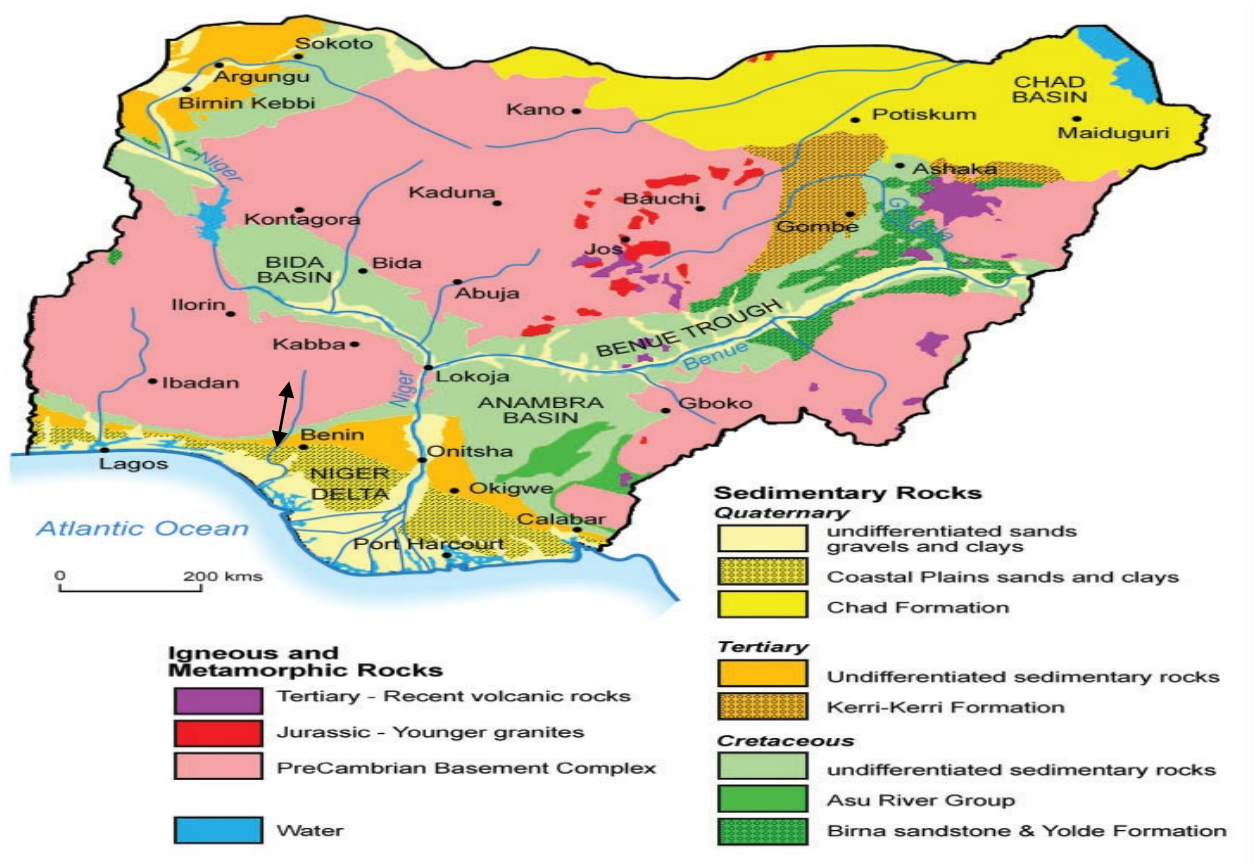 Sokoto
Argungu
Birnin Kebbi
Kano
CHAD
BASIN
Potiskum
Maiduguri
Niger
Ashaka
Kaduna
Bauchi
Kontagora
Gombe
Jos
BIDA
BASIN
Bida
Abuja
Ilorin
BENUE TROUGH
Kabba
Benue
Lokoja
Ibadan
Niger
ANAMBRA
BASIN
Gboko
Benin
Onitsha
Lagos
NIGER
DELTA
Okigwe
Calabar
Atlantic Ocean
Port Harcourt
0 200 kms
Igneous and
Metamorphic Rocks
Tertiary - Recent volcanic rocks
Jurassic - Younger granites
PreCambrian Basement Complex
Water
Sedimentary Rocks
Quaternary
undifferentiated sands
gravels and clays
Coastal Plains sands and clays
Chad Formation
Tertiary
Undifferentiated sedimentary rocks
Kerri-Kerri Formation
Cretaceous
undifferentiated sedimentary rocks
Asu River Group
Birna sandstone & Yolde Formation